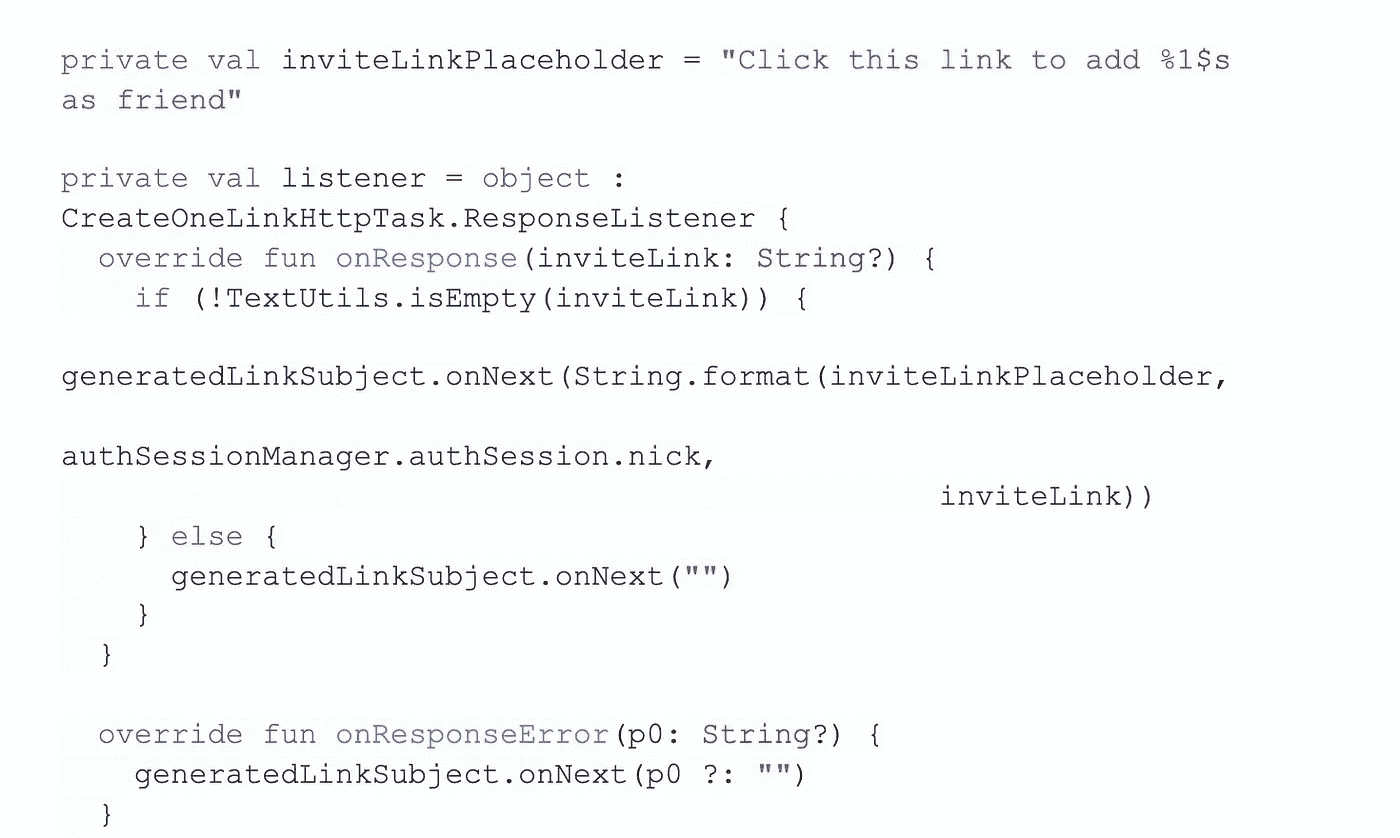 private val inviteLinkPlaceholder = "Click this link to add %1$s
as friend"
private val listener = object :
CreateOneLinkHttpTask.ResponseListener {
override fun onResponse(inviteLink: String?) {
if (!TextUtils.isEmpty(inviteLink)) {
generatedLinkSubject.onNext(String.format(inviteLinkPlaceholder,
authSessionManager.authSession.nick,
inviteLink))
} else {
generatedLinkSubject.onNext("")
}
}
override fun onResponseError(p0: String?) {
generatedLinkSubject.onNext(p0 ?: "")
}